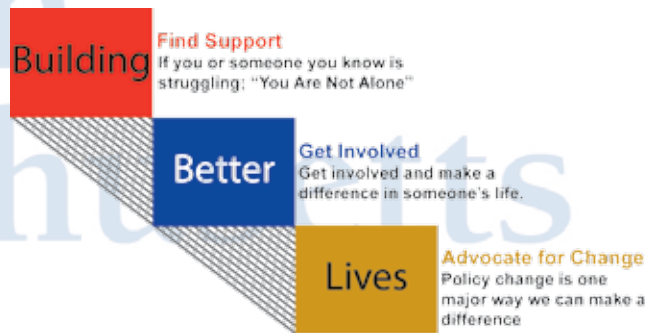 Building
Find Support
If you or someone you know is
struggling: "You Are Not Alone"
Better
Get Involved
Get involved and make a
difference in someone's life.
Lives
Advocate for Change
Policy change is one
major way we can make a
difference